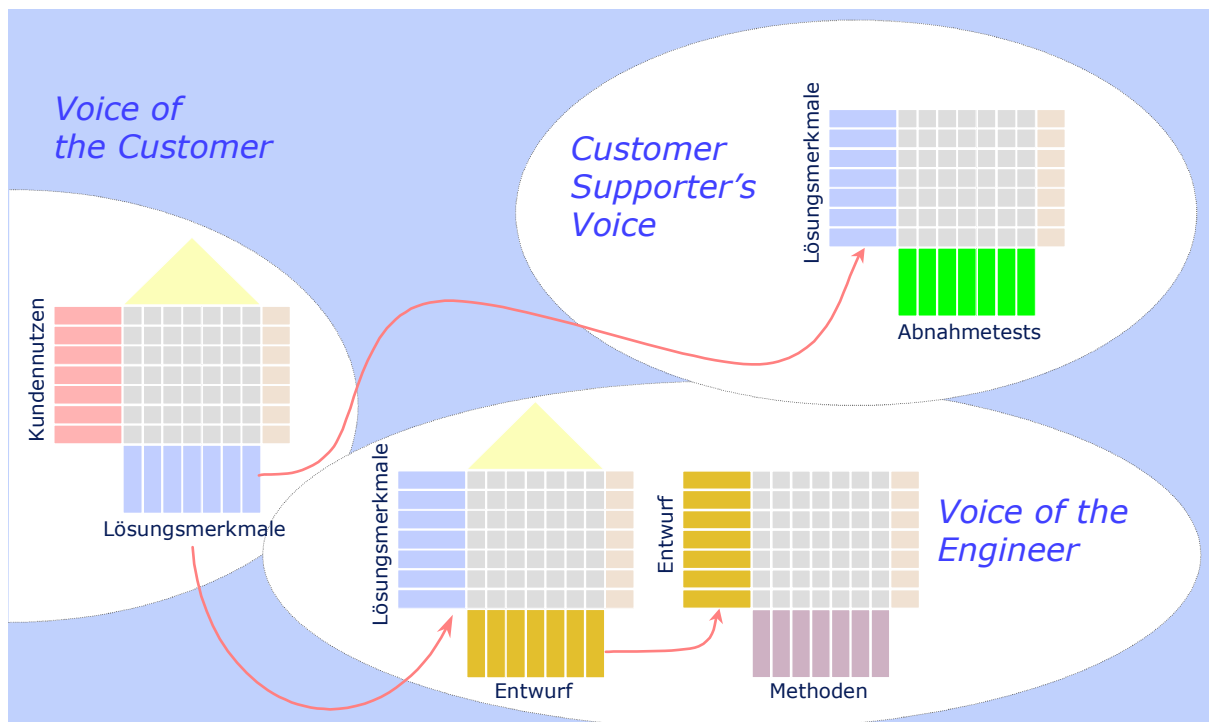 Voice of
the Customer
Kundennutzen
Lösungsmerkmale
Customer
Supporter’s
Voice
Lösungsmerkmale
Abnahmetests
Lösungsmerkmale
Entwurf
Entwurf
Methoden
Voice of the
Engineer